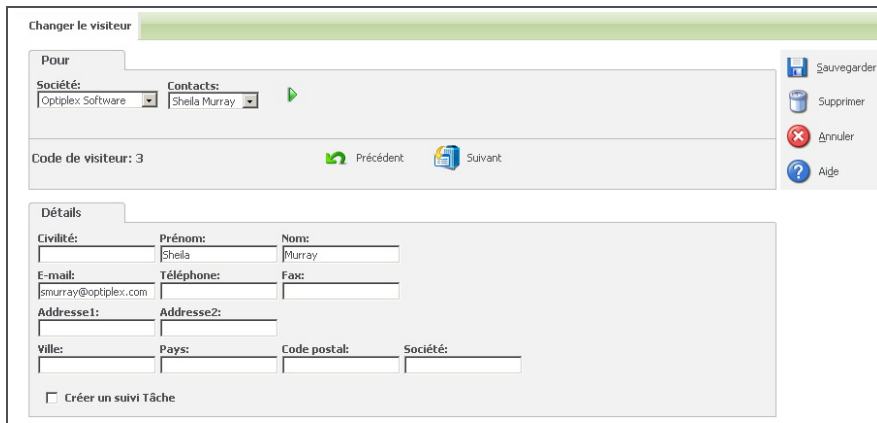 Changer le visiteur
Pour
Société: Contacts:
Optiplex Software Sheila Murray
Code de visiteur: 3 Précédent Suivant
Sauvegarder
Supprimer
Annuler
Aide
Détails
Civilité: Prénom: Nom:
Sheila Murray
E-mail: Téléphone: Fax:
smurray@optiplex.com
Addresse1: Addresse2:
Ville: Pays: Code postal: Société:
Créer un suivi Tâche